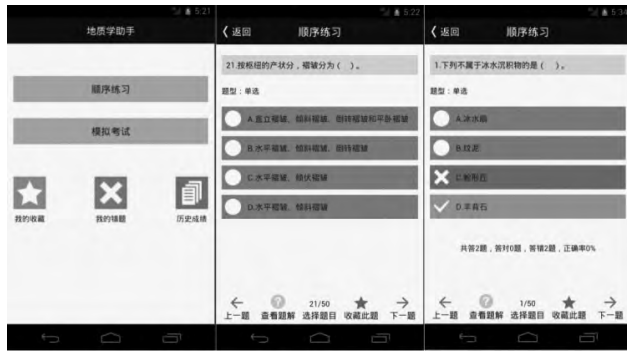 5:21
地质学助手
顺序练习
模拟考试
我的收藏
我的错题
历史成绩
5:22
返回
顺序练习
21.按枢纽的产状分，褶皱分为（ ）。
题型：单选
A.直立褶皱、倾斜褶皱、倒转褶皱和平卧褶皱
B.水平褶皱、倾斜褶皱、倒转褶皱
C.水平褶皱、倾伏褶皱
D.水平褶皱、倾斜褶皱
上一题
查看题解
21/50
选择题目
收藏此题
下一题
5:34
返回
顺序练习
1.下列不属于冰水沉积物的是（ ）。
题型：单选
A.冰水扇
B.纹泥
D.羊背石
共答2题，答对0题，答错2题，正确率0%
上一题
查看题解
1/50
选择题目
收藏此题
下一题